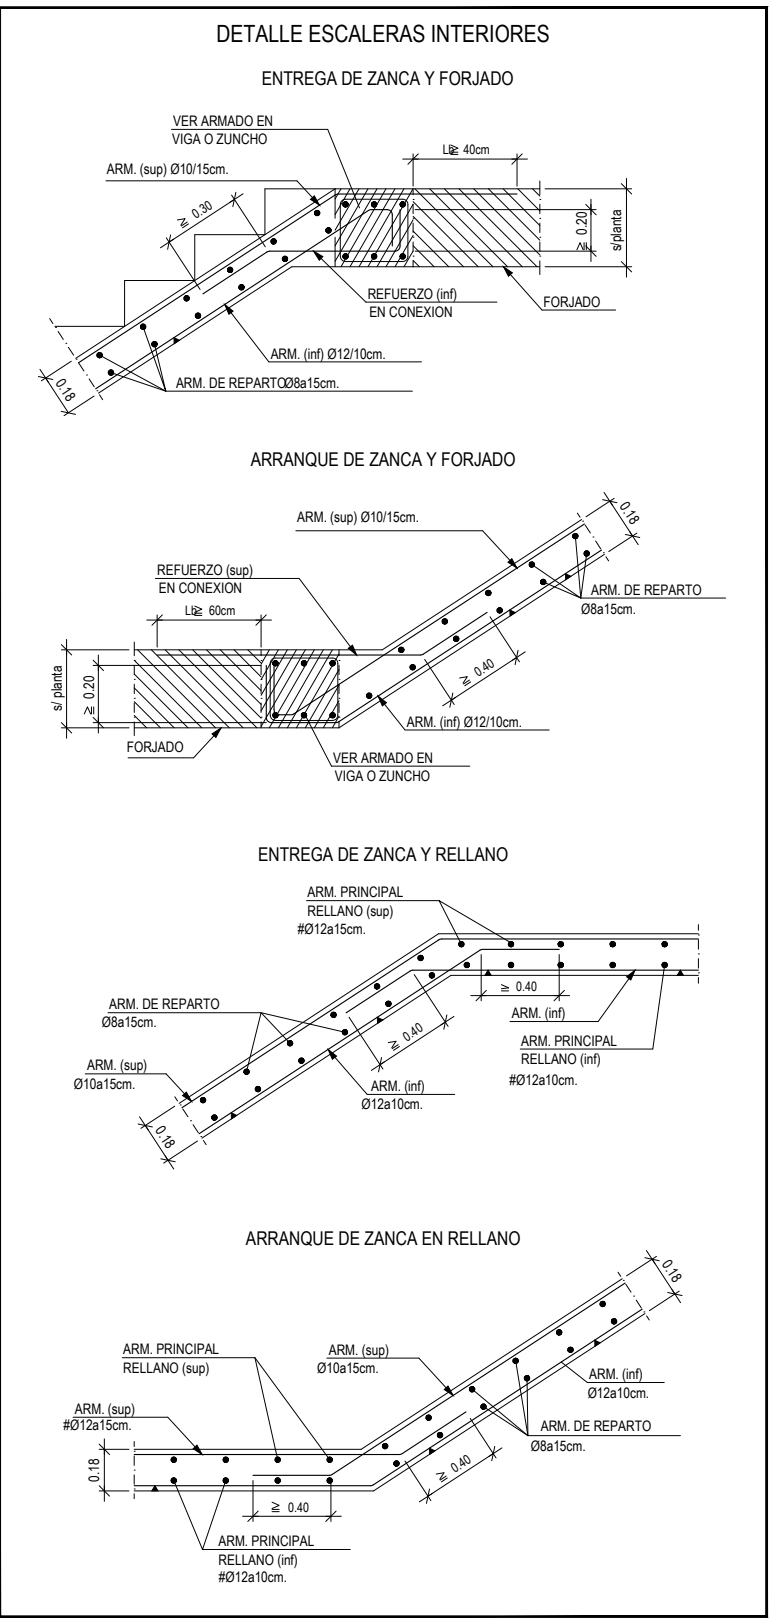 DETALLE ESCALERAS INTERIORES
ENTREGA DE ZANCA Y FORJADO
VER ARMADO EN
VIGA O ZUNCHO
Lb≧ 40cm
ARM. (sup) Ø10/15cm.
≧ 0.30
≧ 0.20
s/planta
REFUERZO (inf)
EN CONEXION
FORJADO
ARM. (inf) Ø12/10cm.
ARM. DE REPARTO Ø8a15cm.
0.18
ARRANQUE DE ZANCA Y FORJADO
ARM. (sup) Ø10/15cm.
0.18
REFUERZO (sup)
EN CONEXION
ARM. DE REPARTO
Ø8a15cm.
Lb≧ 60cm
s/ planta
≧ 0.20
≧ 0.40
ARM. (inf) Ø12/10cm.
FORJADO
VER ARMADO EN
VIGA O ZUNCHO
ENTREGA DE ZANCA Y RELLANO
ARM. PRINCIPAL
RELLANO (sup)
#Ø12a15cm.
≧ 0.40
ARM. DE REPARTO
Ø8a15cm.
≧ 0.40
ARM. (inf)
ARM. PRINCIPAL
RELLANO (inf)
#Ø12a10cm.
ARM. (sup)
Ø10a15cm.
ARM. (inf)
Ø12a10cm.
0.18
ARRANQUE DE ZANCA EN RELLANO
0.18
ARM. PRINCIPAL
RELLANO (sup)
ARM. (sup)
Ø10a15cm.
ARM. (inf)
Ø12a10cm.
ARM. (sup)
#Ø12a15cm.
ARM. DE REPARTO
Ø8a15cm.
0.18
≧ 0.40
≧ 0.40
ARM. PRINCIPAL
RELLANO (inf)
#Ø12a10cm.